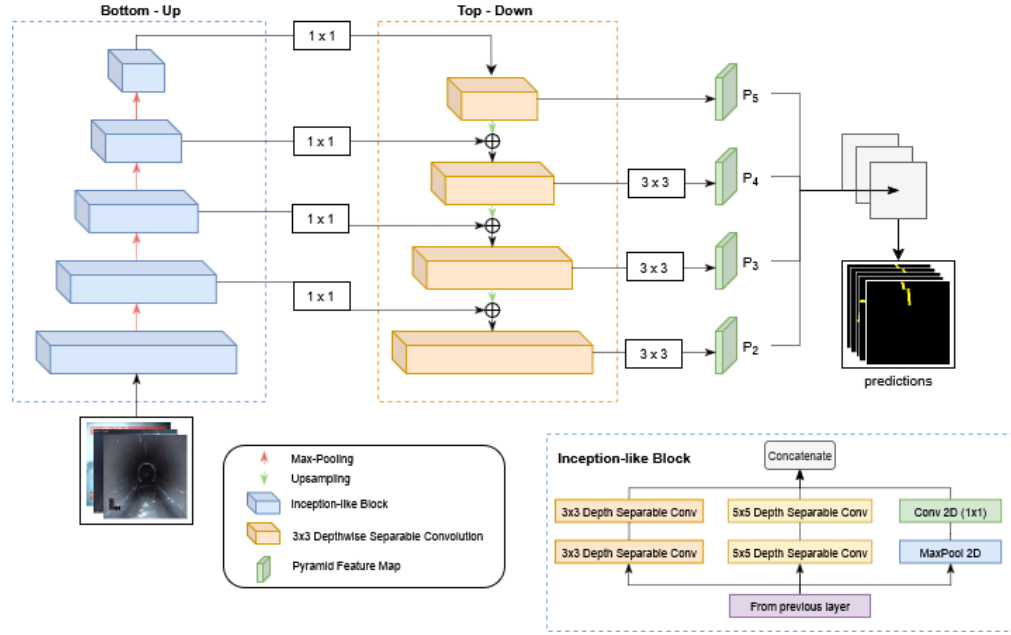 Bottom - Up
Top - Down
1 x 1
1 x 1
1 x 1
1 x 1
3 x 3
3 x 3
3 x 3
P5
P4
P3
P2
predictions
Max-Pooling
Upsampling
Inception-like Block
3x3 Depthwise Separable Convolution
Pyramid Feature Map
Inception-like Block
Concatenate
3x3 Depth Separable Conv
5x5 Depth Separable Conv
Conv 2D (1x1)
3x3 Depth Separable Conv
5x5 Depth Separable Conv
MaxPool 2D
From previous layer